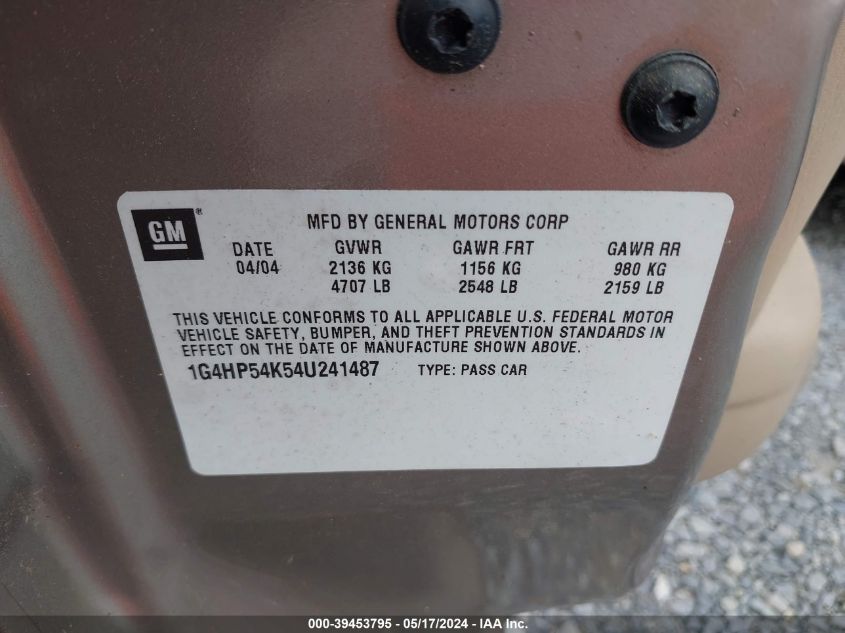 GM®
MFD BY GENERAL MOTORS CORP
DATE GVWR GAWR FRT GAWR RR
04/04 2136 KG 1156 KG 980 KG
4707 LB 2548 LB 2159 LB
THIS VEHICLE CONFORMS TO ALL APPLICABLE U.S. FEDERAL MOTOR
VEHICLE SAFETY, BUMPER, AND THEFT PREVENTION STANDARDS IN
EFFECT ON THE DATE OF MANUFACTURE SHOWN ABOVE.
1G4HP54K54U241487 TYPE: PASS CAR
000-39453795 - 05/17/2024 - IAA Inc.